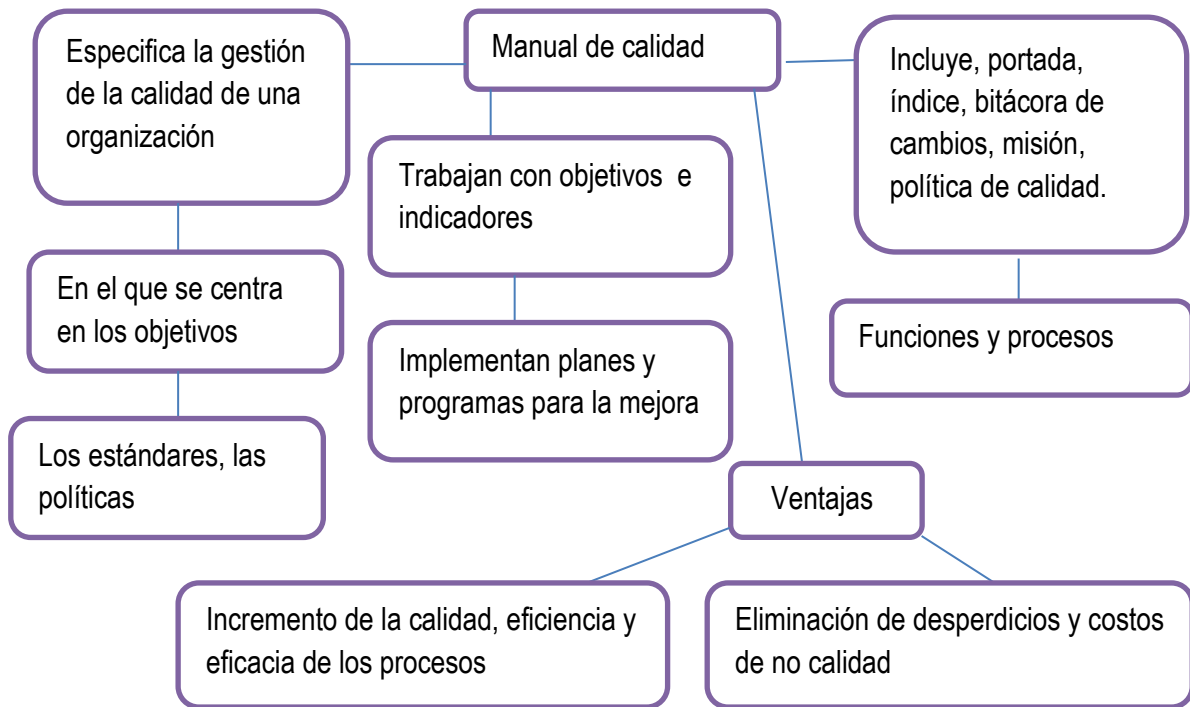 Manual de calidad
Especifica la gestión
de la calidad de una
organización
En el que se centra
en los objetivos
Los estándares, las
políticas
Trabajan con objetivos  e
indicadores
Implementan planes y
programas para la mejora
Incluye, portada,
índice, bitácora de
cambios, misión,
política de calidad.
Funciones y procesos
Ventajas
Incremento de la calidad, eficiencia y
eficacia de los procesos
Eliminación de desperdicios y costos
de no calidad